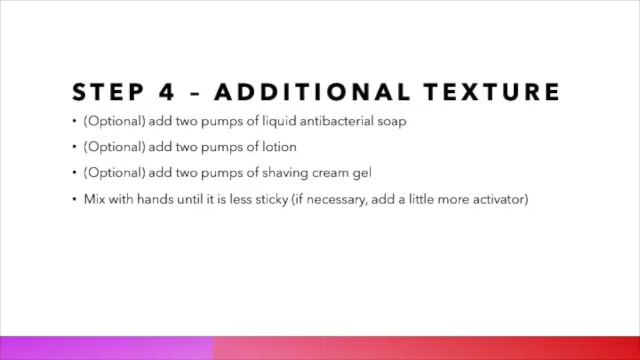 STEP 4 – ADDITIONAL TEXTURE
• (Optional) add two pumps of liquid antibacterial soap
• (Optional) add two pumps of lotion
• (Optional) add two pumps of shaving cream gel
• Mix with hands until it is less sticky (if necessary, add a little more activator)